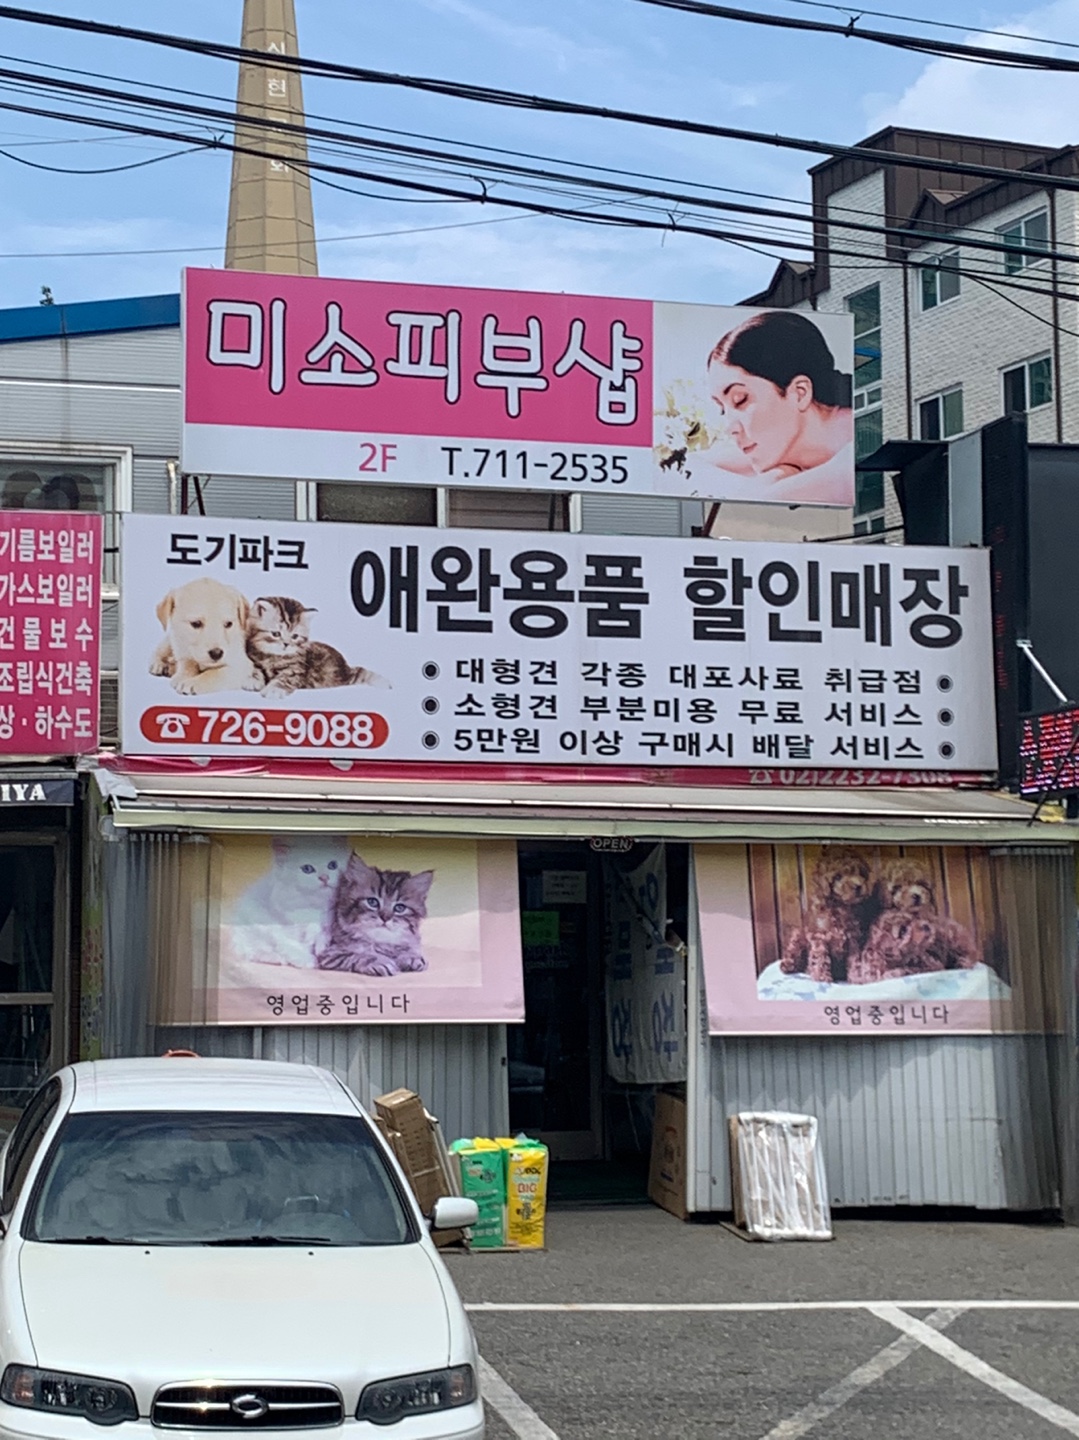 미소피부샵
2F T.711-2535
기름보일러
가스보일러
건물보수
조립식건축
상·하수도
도기파크
애완용품 할인매장
대형견 각종 대포사료 취급점
소형견 부분미용 무료 서비스
5만원 이상 구매시 배달 서비스
726-9088
02)2232-7308
IYA
OPEN
영업중입니다
영업중입니다
BIG